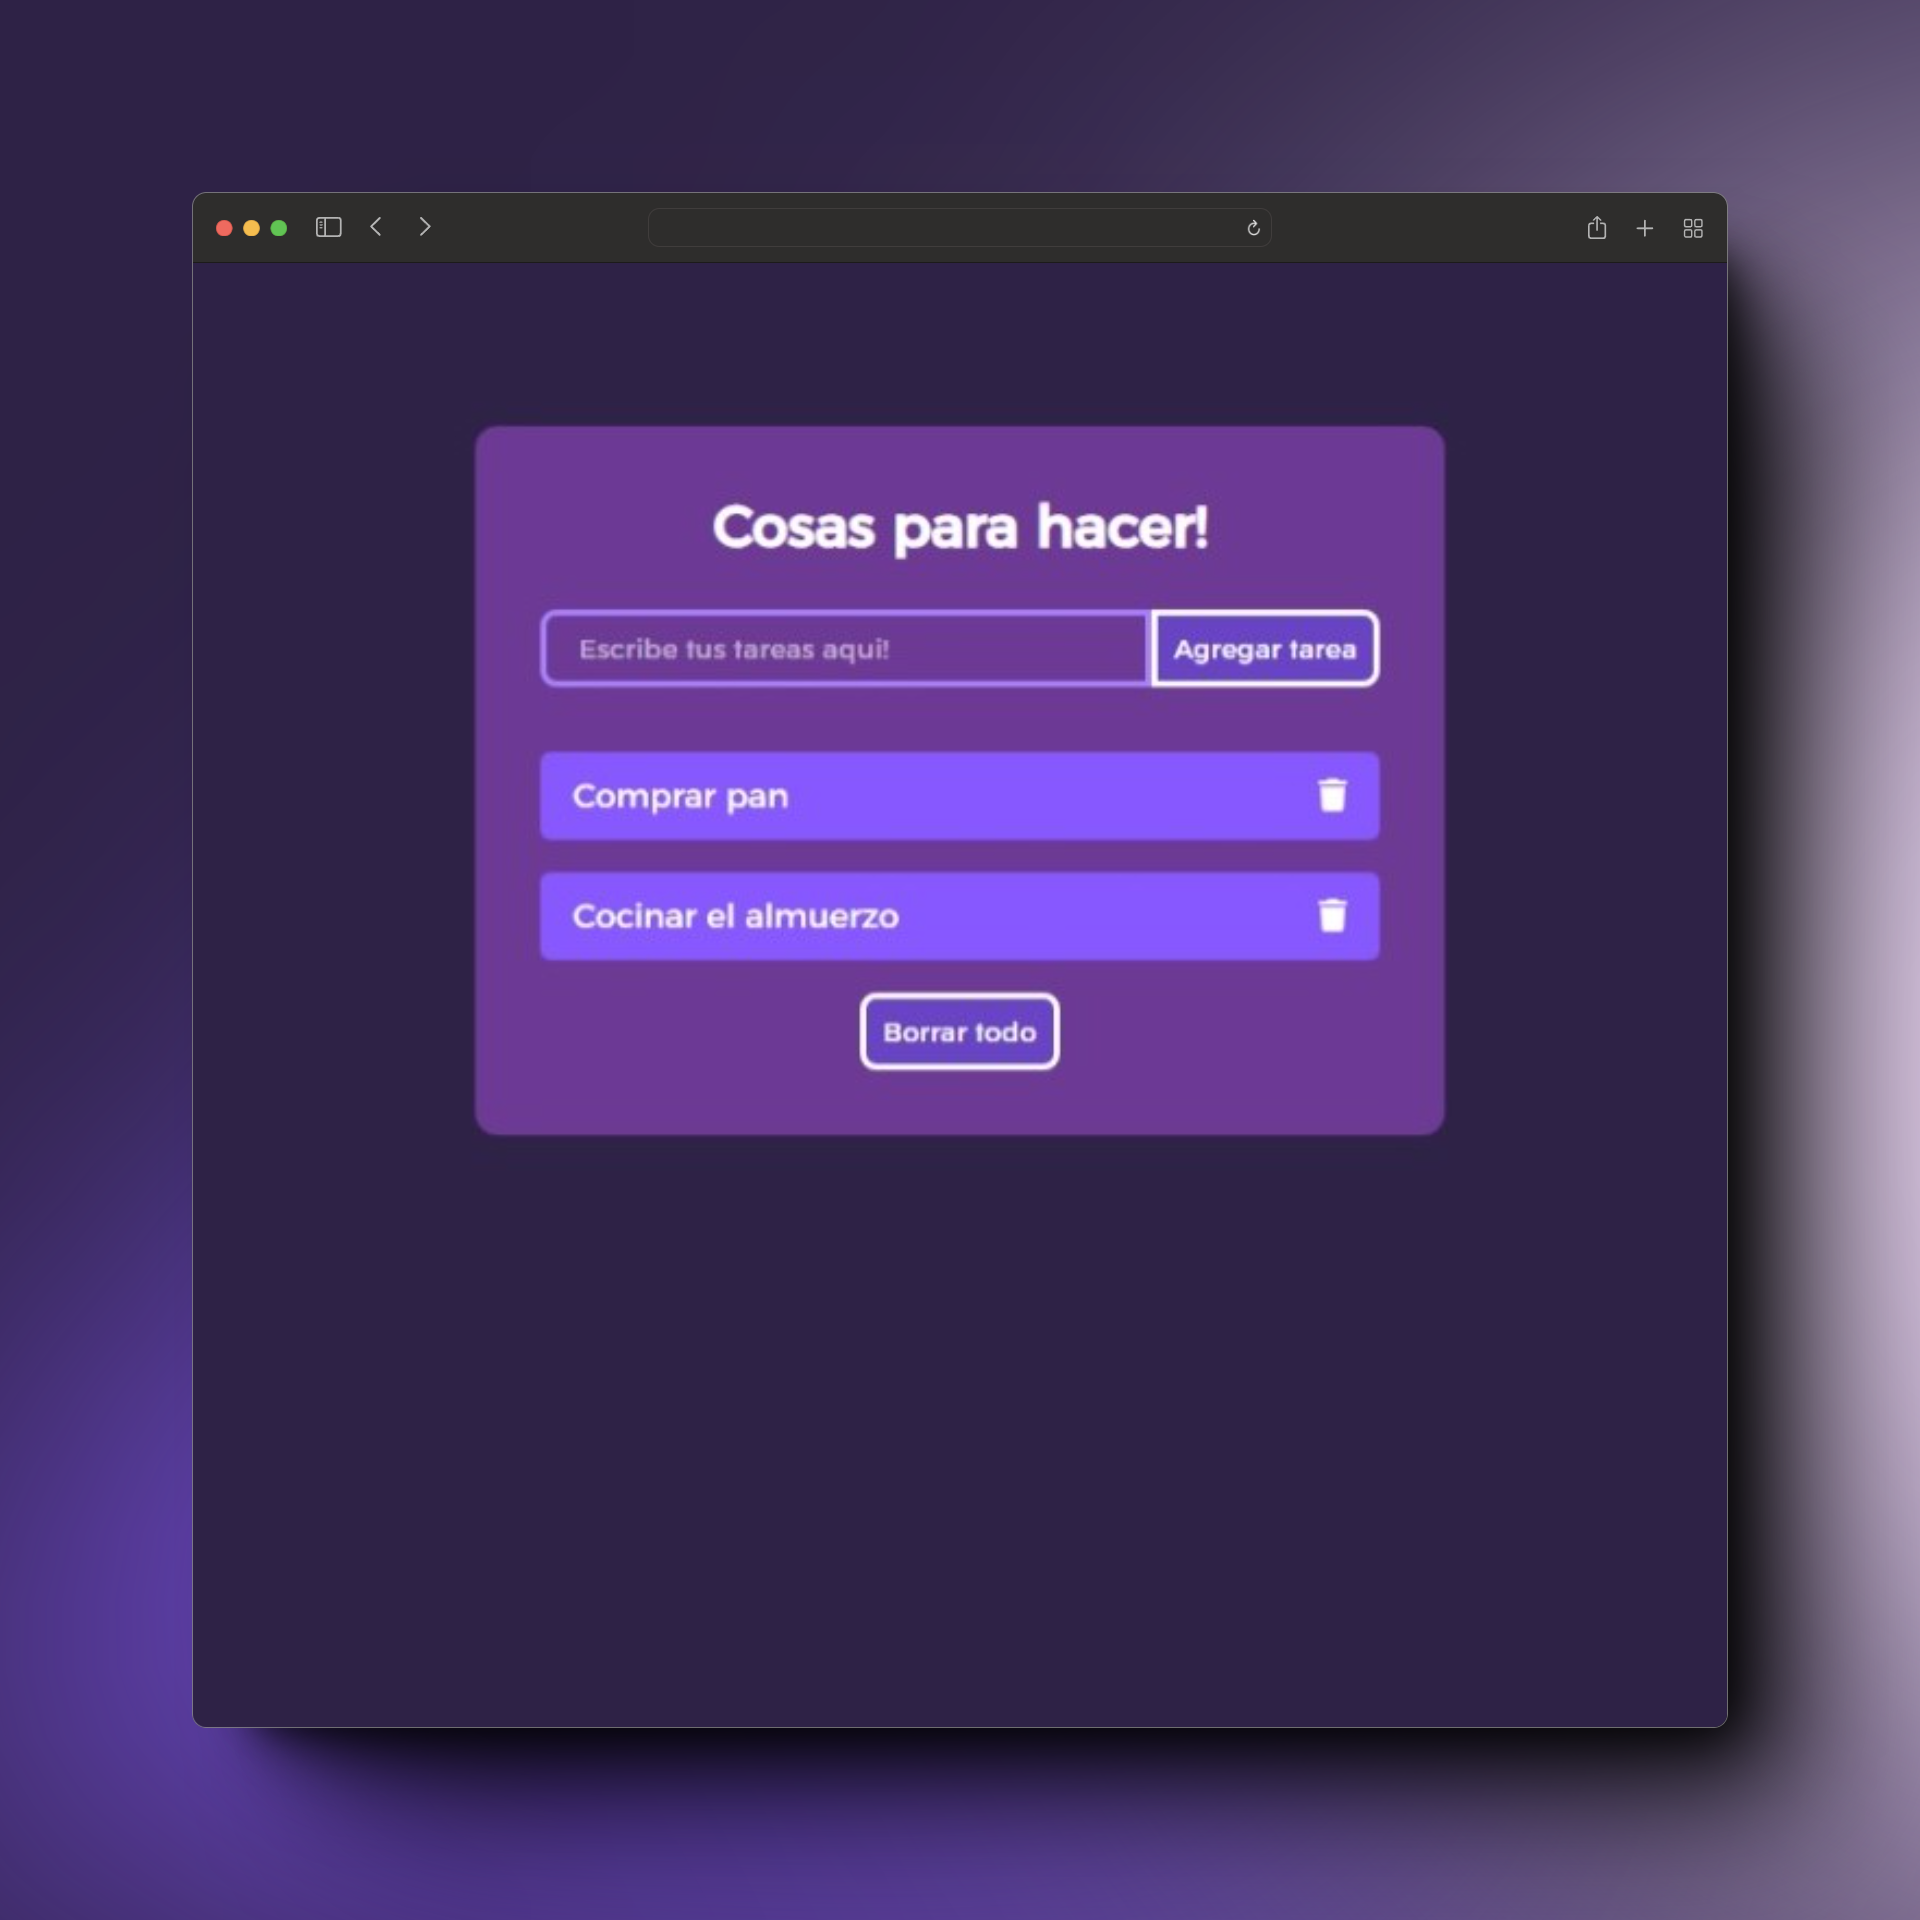 Cosas para hacer!
Escribe tus tareas aqui!
Agregar tarea
Comprar pan
Cocinar el almuerzo
Borrar todo